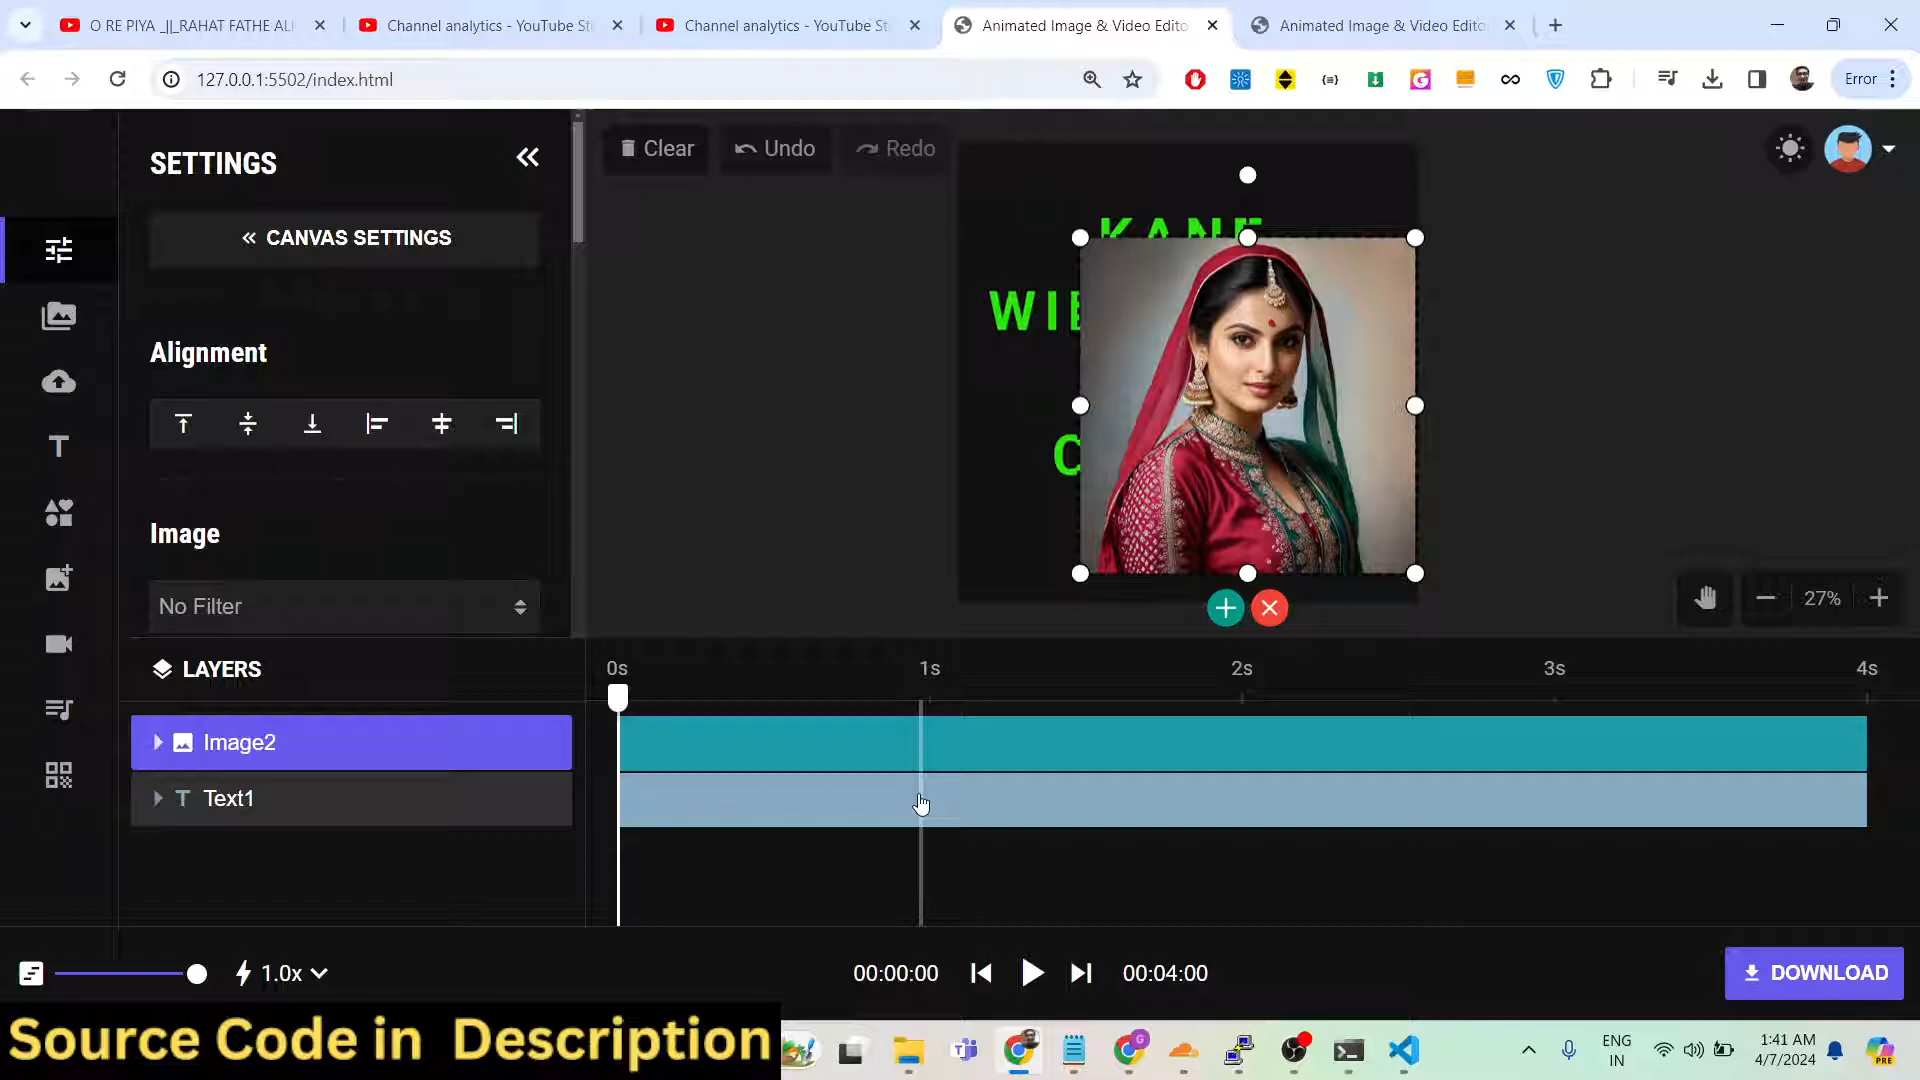 O RE PIYA _||_RAHAT FATHE ALI
Channel analytics - YouTube St
Channel analytics - YouTube St
Animated Image & Video Edito
Animated Image & Video Edito
127.0.0.1:5502/index.html
Error
SETTINGS
Clear
Undo
Redo
CANVAS SETTINGS
KANE
WIE
C
Alignment
Image
No Filter
27%
LAYERS
0s
1s
2s
3s
4s
Image2
Text1
1.0x
00:00:00
00:04:00
DOWNLOAD
Source Code in Description
ENG
IN
1:41 AM
4/7/2024
PRE